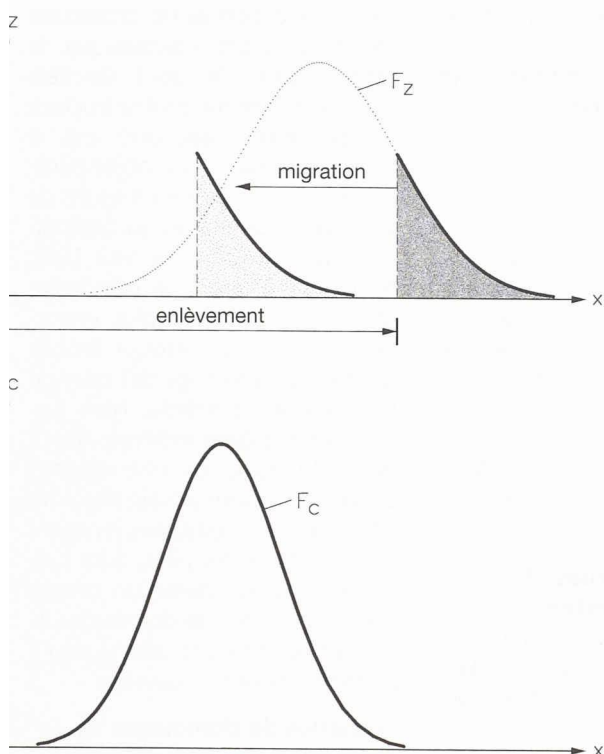 z
F_Z
migration
x
enlèvement
c
F_C
x